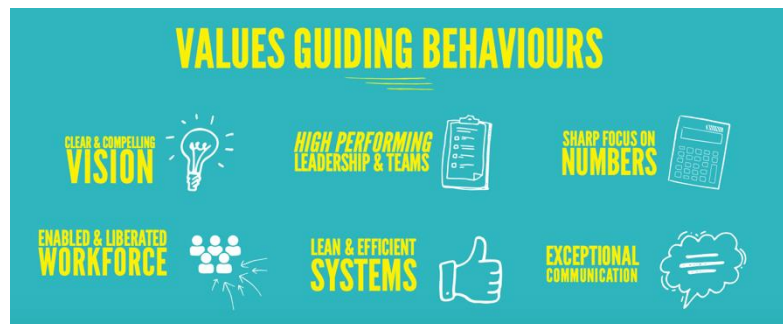 VALUES GUIDING BEHAVIOURS
CLEAR & COMPELLING
VISION
HIGH PERFORMING
LEADERSHIP & TEAMS
SHARP FOCUS ON
NUMBERS
ENABLED & LIBERATED
WORKFORCE
LEAN & EFFICIENT
SYSTEMS
EXCEPTIONAL
COMMUNICATION